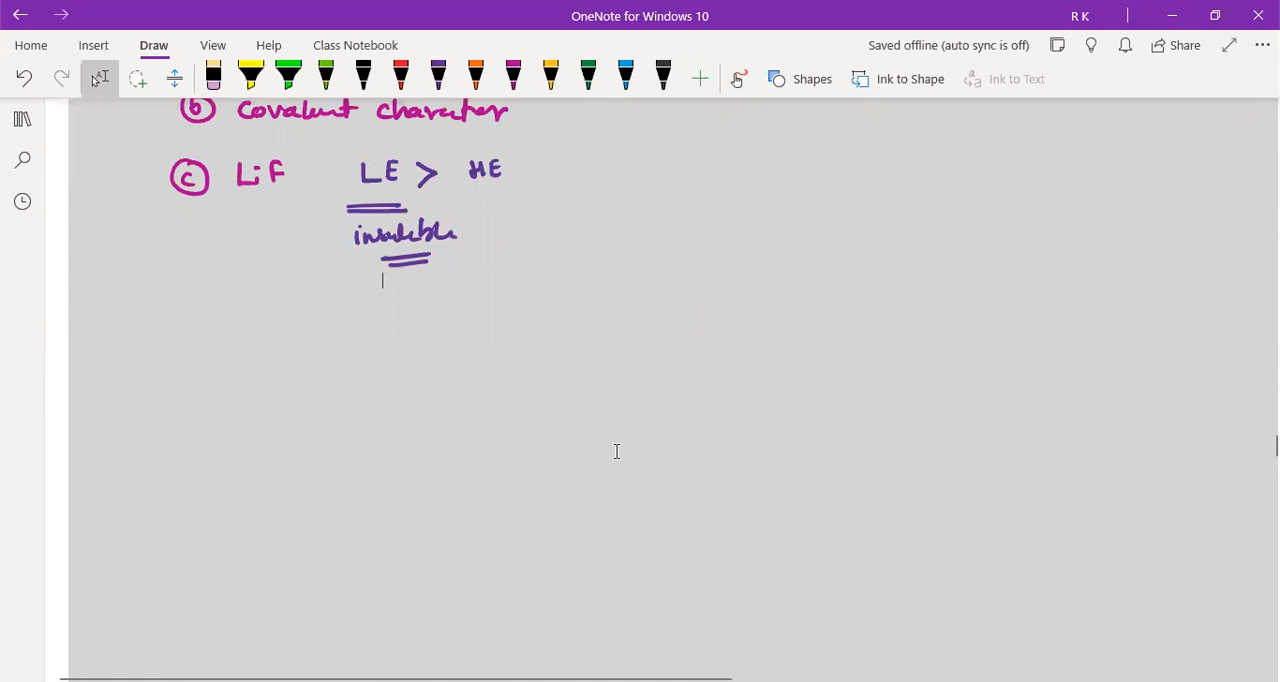 OneNote for Windows 10
R K
Home Insert Draw View Help Class Notebook
Saved offline (auto sync is off) Share
Shapes Ink to Shape Ink to Text
(b) Covalent character
(c) LiF LE > HE
insoluble